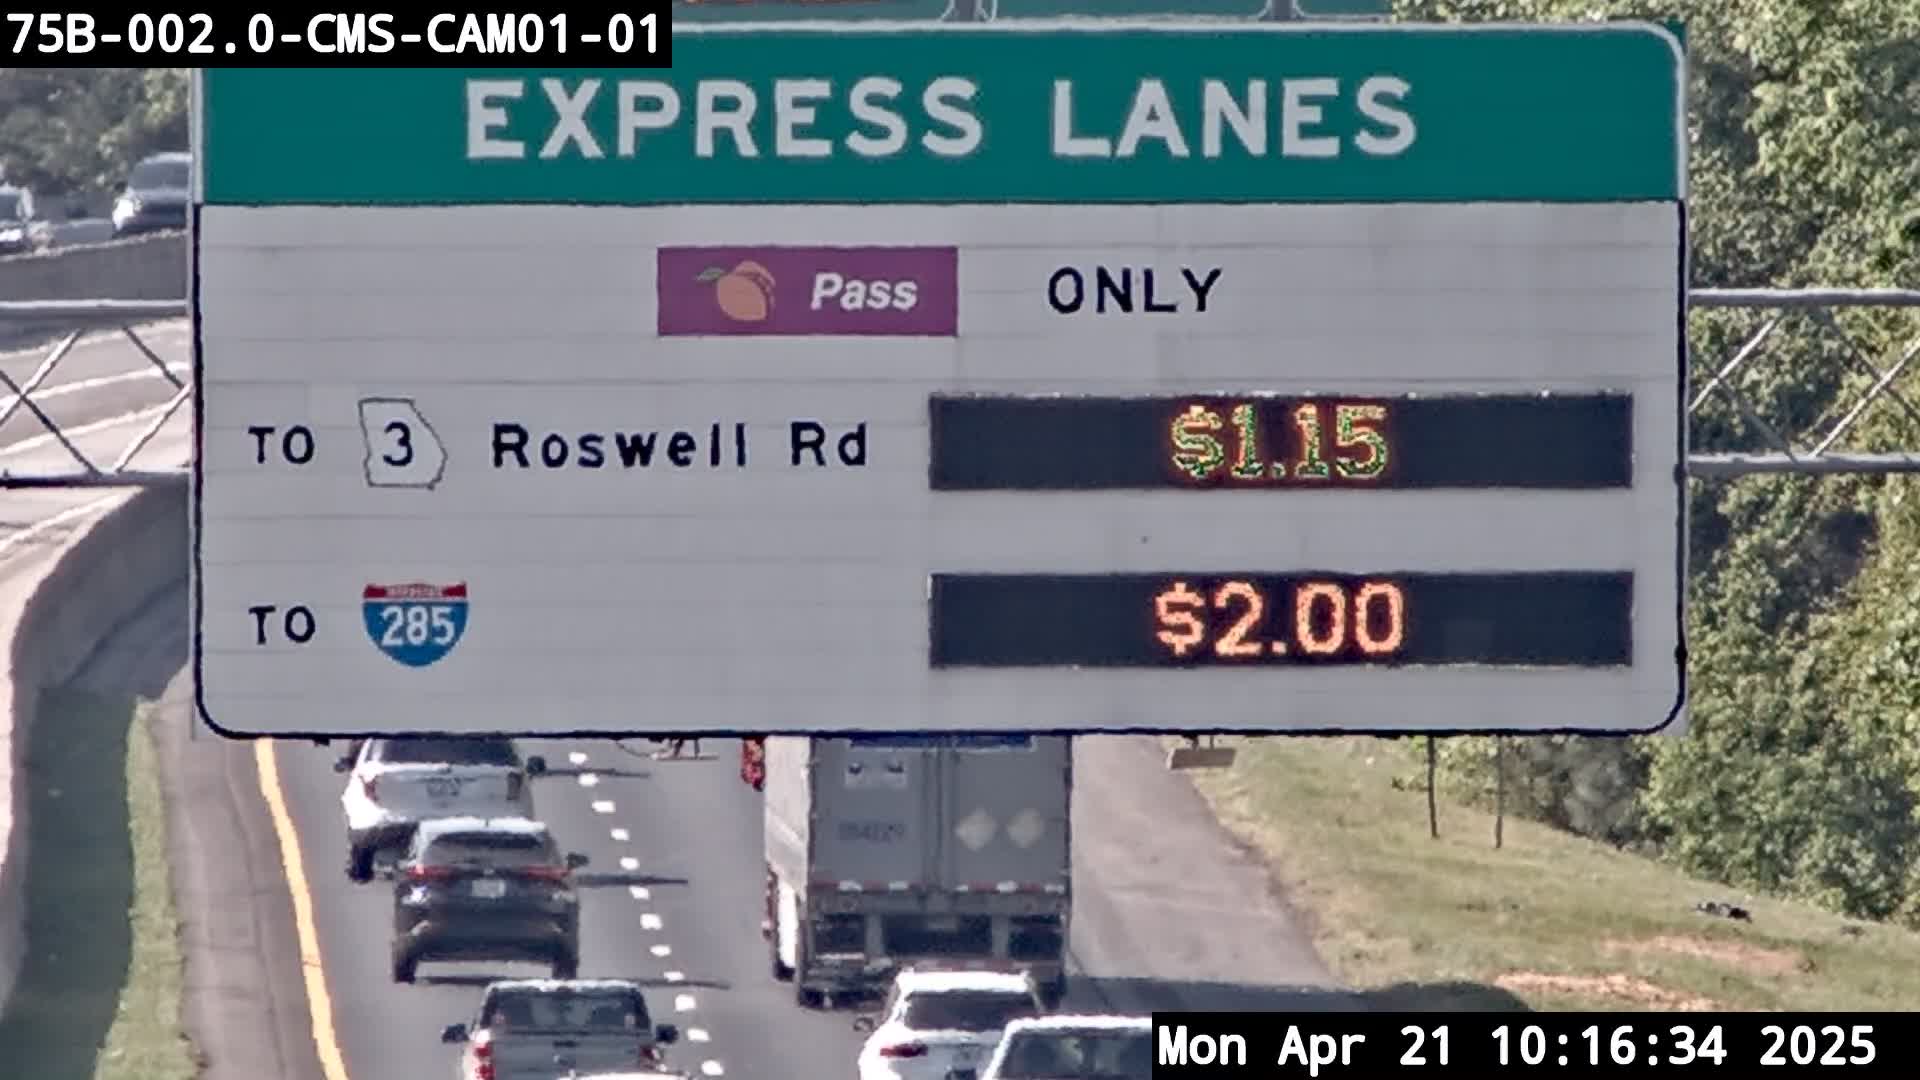 75B-002.0-CMS-CAM01-01
EXPRESS LANES
Pass ONLY
TO 3 Roswell Rd $1.15
TO 285 $2.00
Mon Apr 21 10:16:34 2025